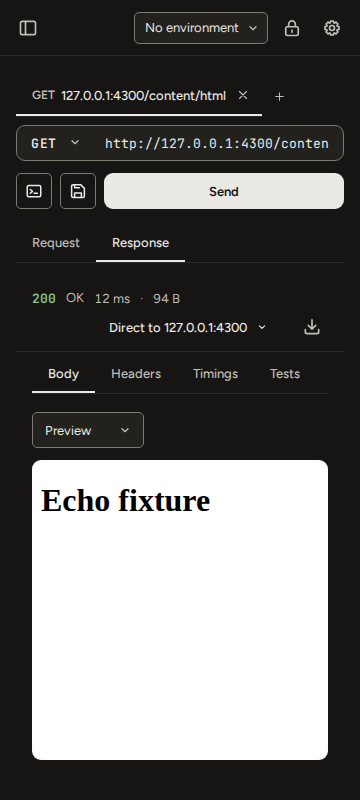 No environment
GET 127.0.0.1:4300/content/html
GET http://127.0.0.1:4300/conten
Send
Request Response
200 OK 12 ms · 94 B
Direct to 127.0.0.1:4300
Body Headers Timings Tests
Preview
Echo fixture